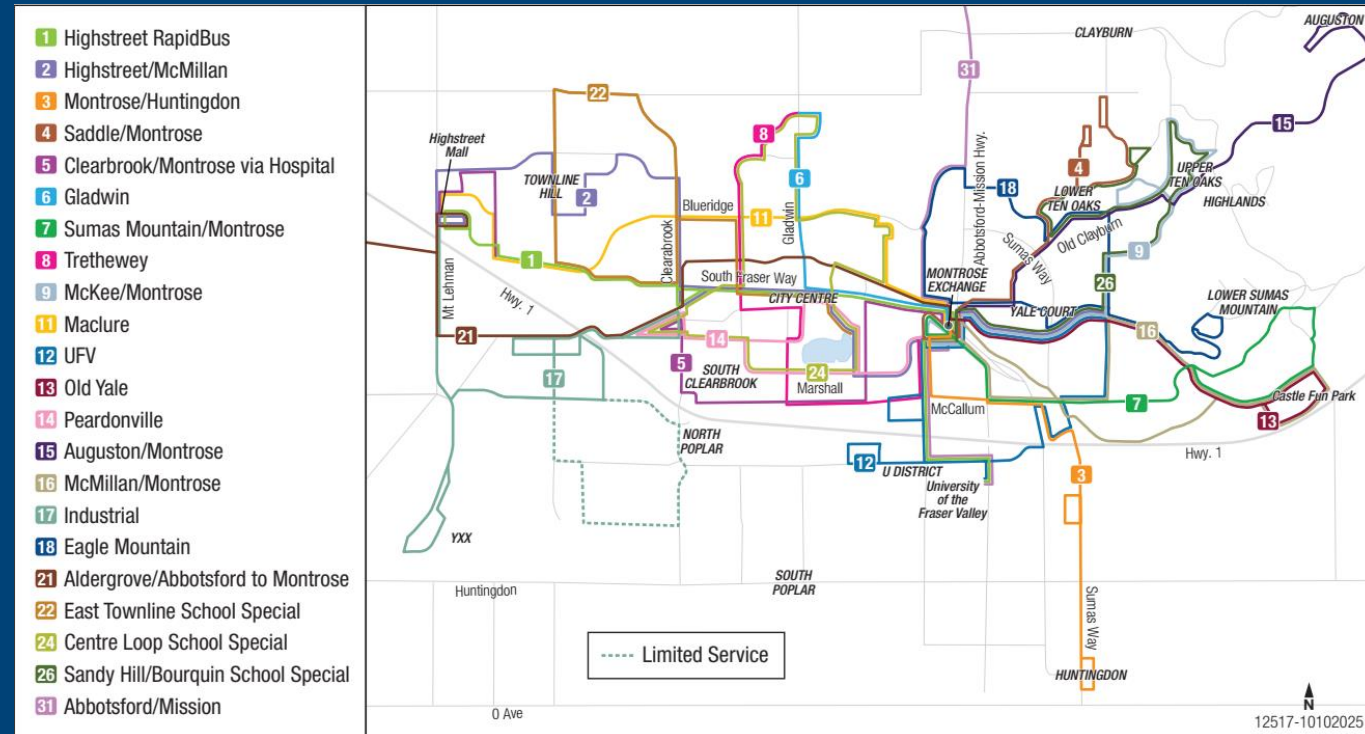 1 Highstreet RapidBus
2 Highstreet/McMillan
3 Montrose/Huntingdon
4 Saddle/Montrose
5 Clearbrook/Montrose via Hospital
6 Gladwin
7 Sumas Mountain/Montrose
8 Trethewey
9 McKee/Montrose
11 Maclure
12 UFV
13 Old Yale
14 Peardonville
15 Auguston/Montrose
16 McMillan/Montrose
17 Industrial
18 Eagle Mountain
21 Aldergrove/Abbotsford to Montrose
22 East Townline School Special
24 Centre Loop School Special
26 Sandy Hill/Bourquin School Special
31 Abbotsford/Mission
AUGUSTON
CLAYBURN
31
22
15
Highstreet
Mall
8
4
6
UPPER
TEN OAKS
TOWNLINE
HILL
2
18
LOWER
TEN OAKS
HIGHLANDS
Blueridge
11
Gladwin
Abbotsford-Mission Hwy.
Sumas Way
Old Clayburn
9
Clearabrook
1
South Fraser Way
MONTROSE
EXCHANGE
26
Mt Lehman
Hwy. 1
CITY CENTRE
YALE COURT
LOWER SUMAS
MOUNTAIN
21
14
16
5
SOUTH
CLEARBROOK
24
17
Marshall
McCallum
7
Castle Fun Park
13
NORTH
POPLAR
Hwy. 1
12
U DISTRICT
University
of the
Fraser Valley
3
YXX
SOUTH
POPLAR
Huntingdon
Sumas Way
Limited Service
HUNTINGDON
0 Ave
N
12517-10102025